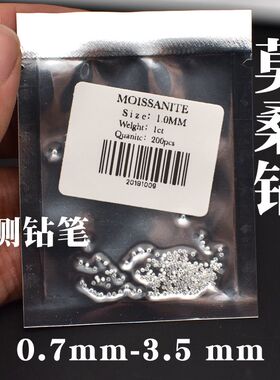 MOISSANITE
Size: 1.0MM
Weight: 1ct
Quanitc: 200pcs
20191009
莫桑钻
测钻笔
0.7mm-3.5 mm